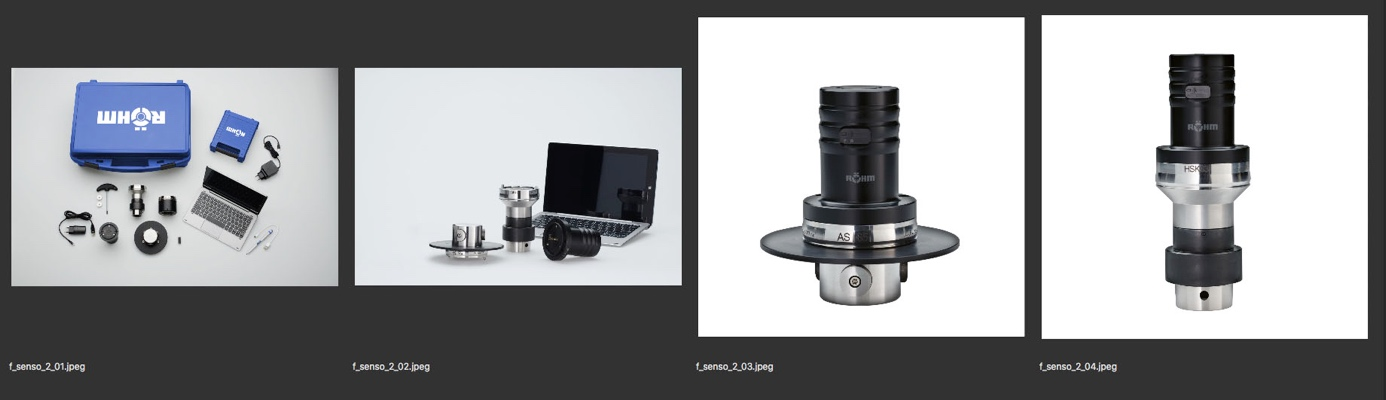 RÖHM
RÖHM
RÖHM
AS
RÖHM
HSK
f_senso_2_01.jpeg
f_senso_2_02.jpeg
f_senso_2_03.jpeg
f_senso_2_04.jpeg